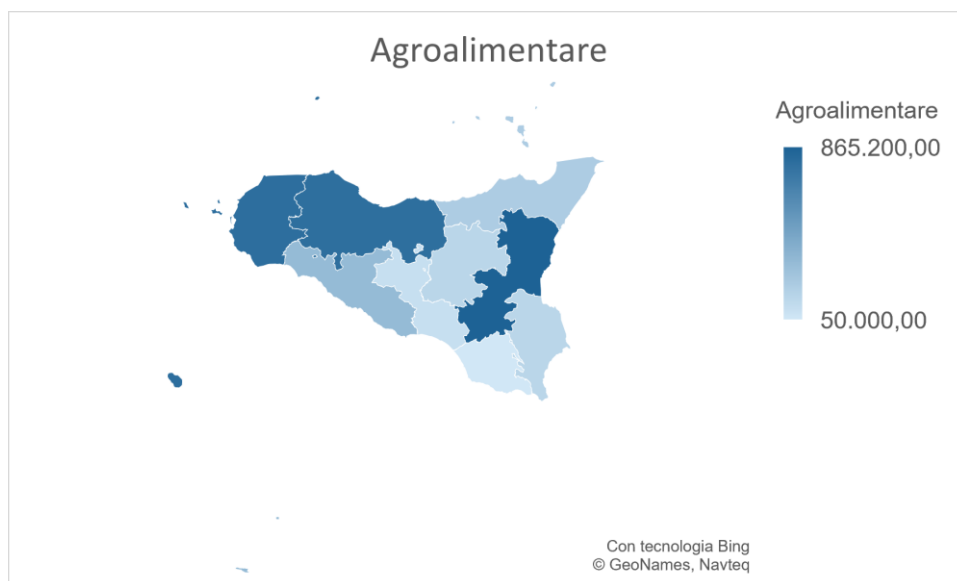 Agroalimentare
Agroalimentare
865.200,00
50.000,00
Con tecnologia Bing
© GeoNames, Navteq